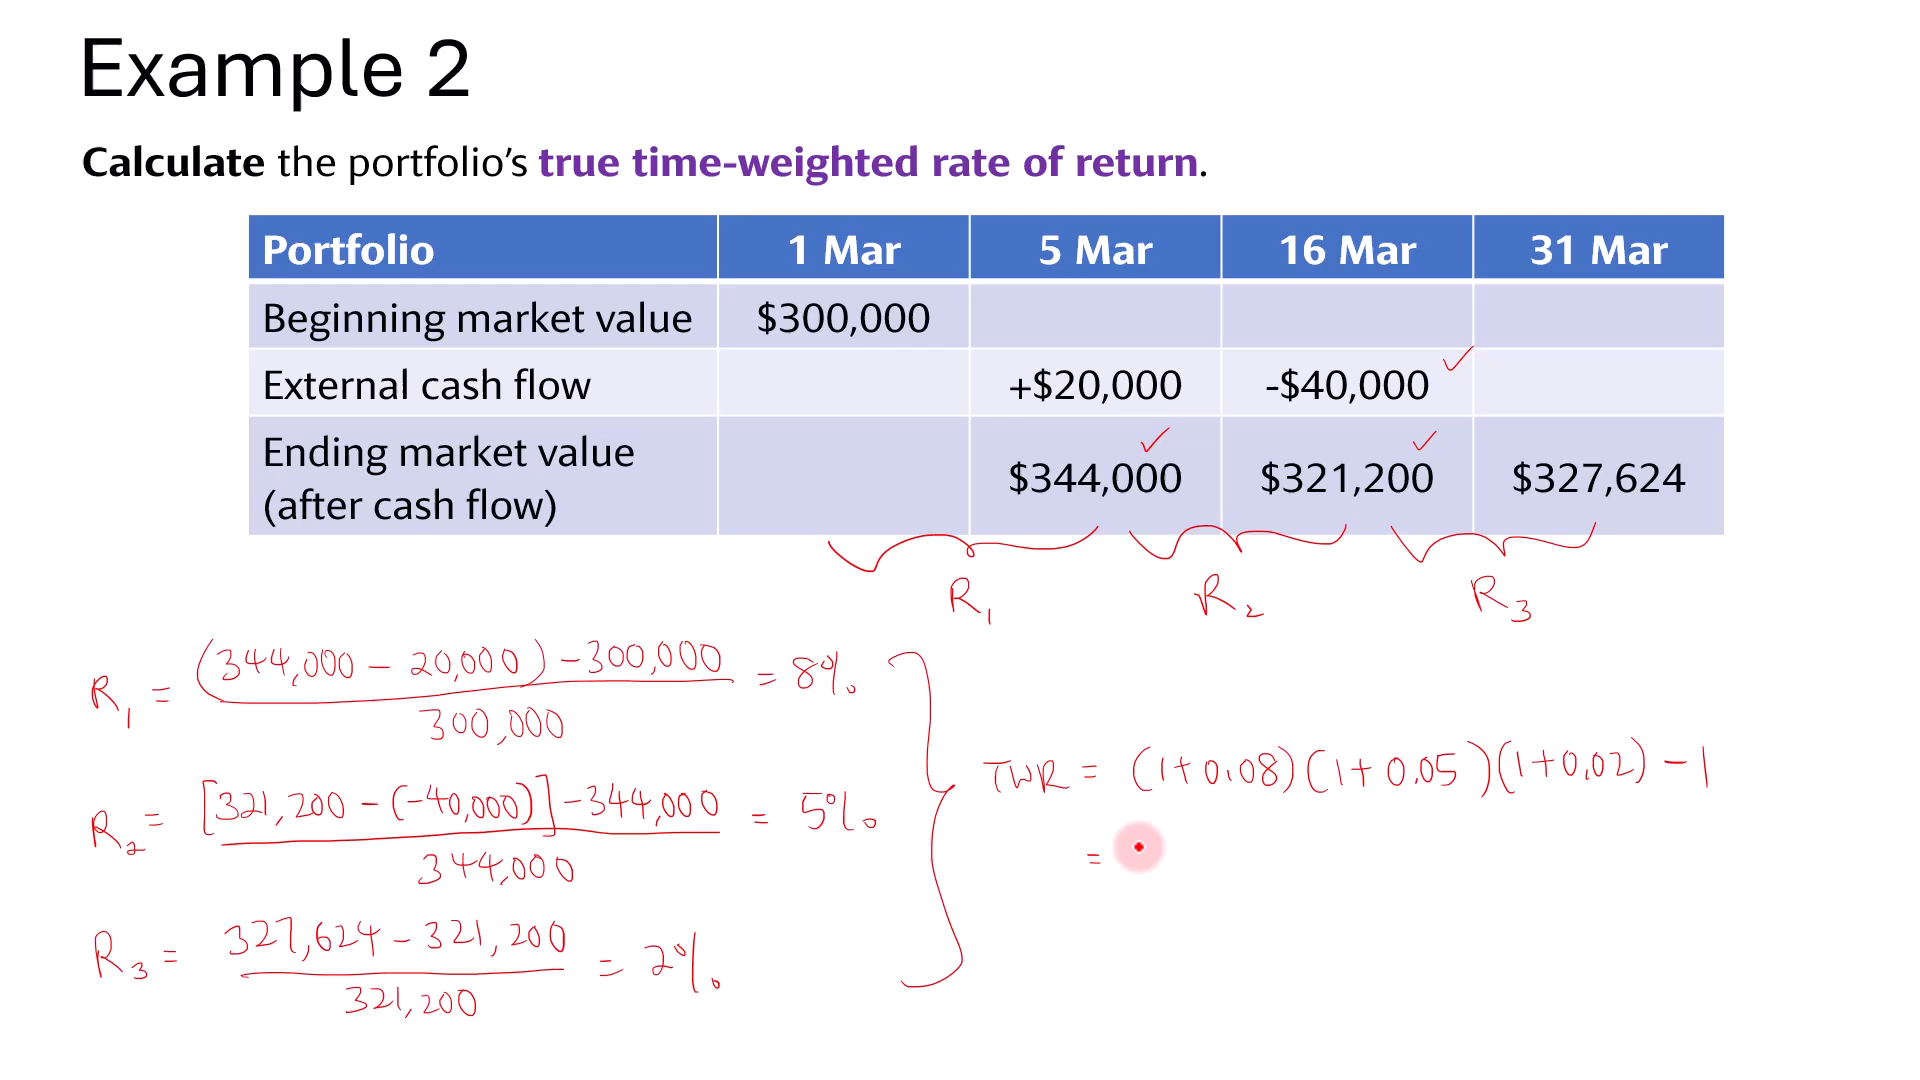 Example 2
Calculate the portfolio’s true time-weighted rate of return.
Portfolio 1 Mar 5 Mar 16 Mar 31 Mar
Beginning market value $300,000
External cash flow +$20,000 -$40,000 ✓
Ending market value
(after cash flow) $344,000 ✓ $321,200 ✓ $327,624
R₁ R₂ R₃
R₁ = (344,000 − 20,000) − 300,000 / 300,000 = 8%
R₂ = [321,200 − (−40,000)] − 344,000 / 344,000 = 5%
R₃ = 327,624 − 321,200 / 321,200 = 2%
TWR = (1+0.08)(1+0.05)(1+0.02) − 1
=